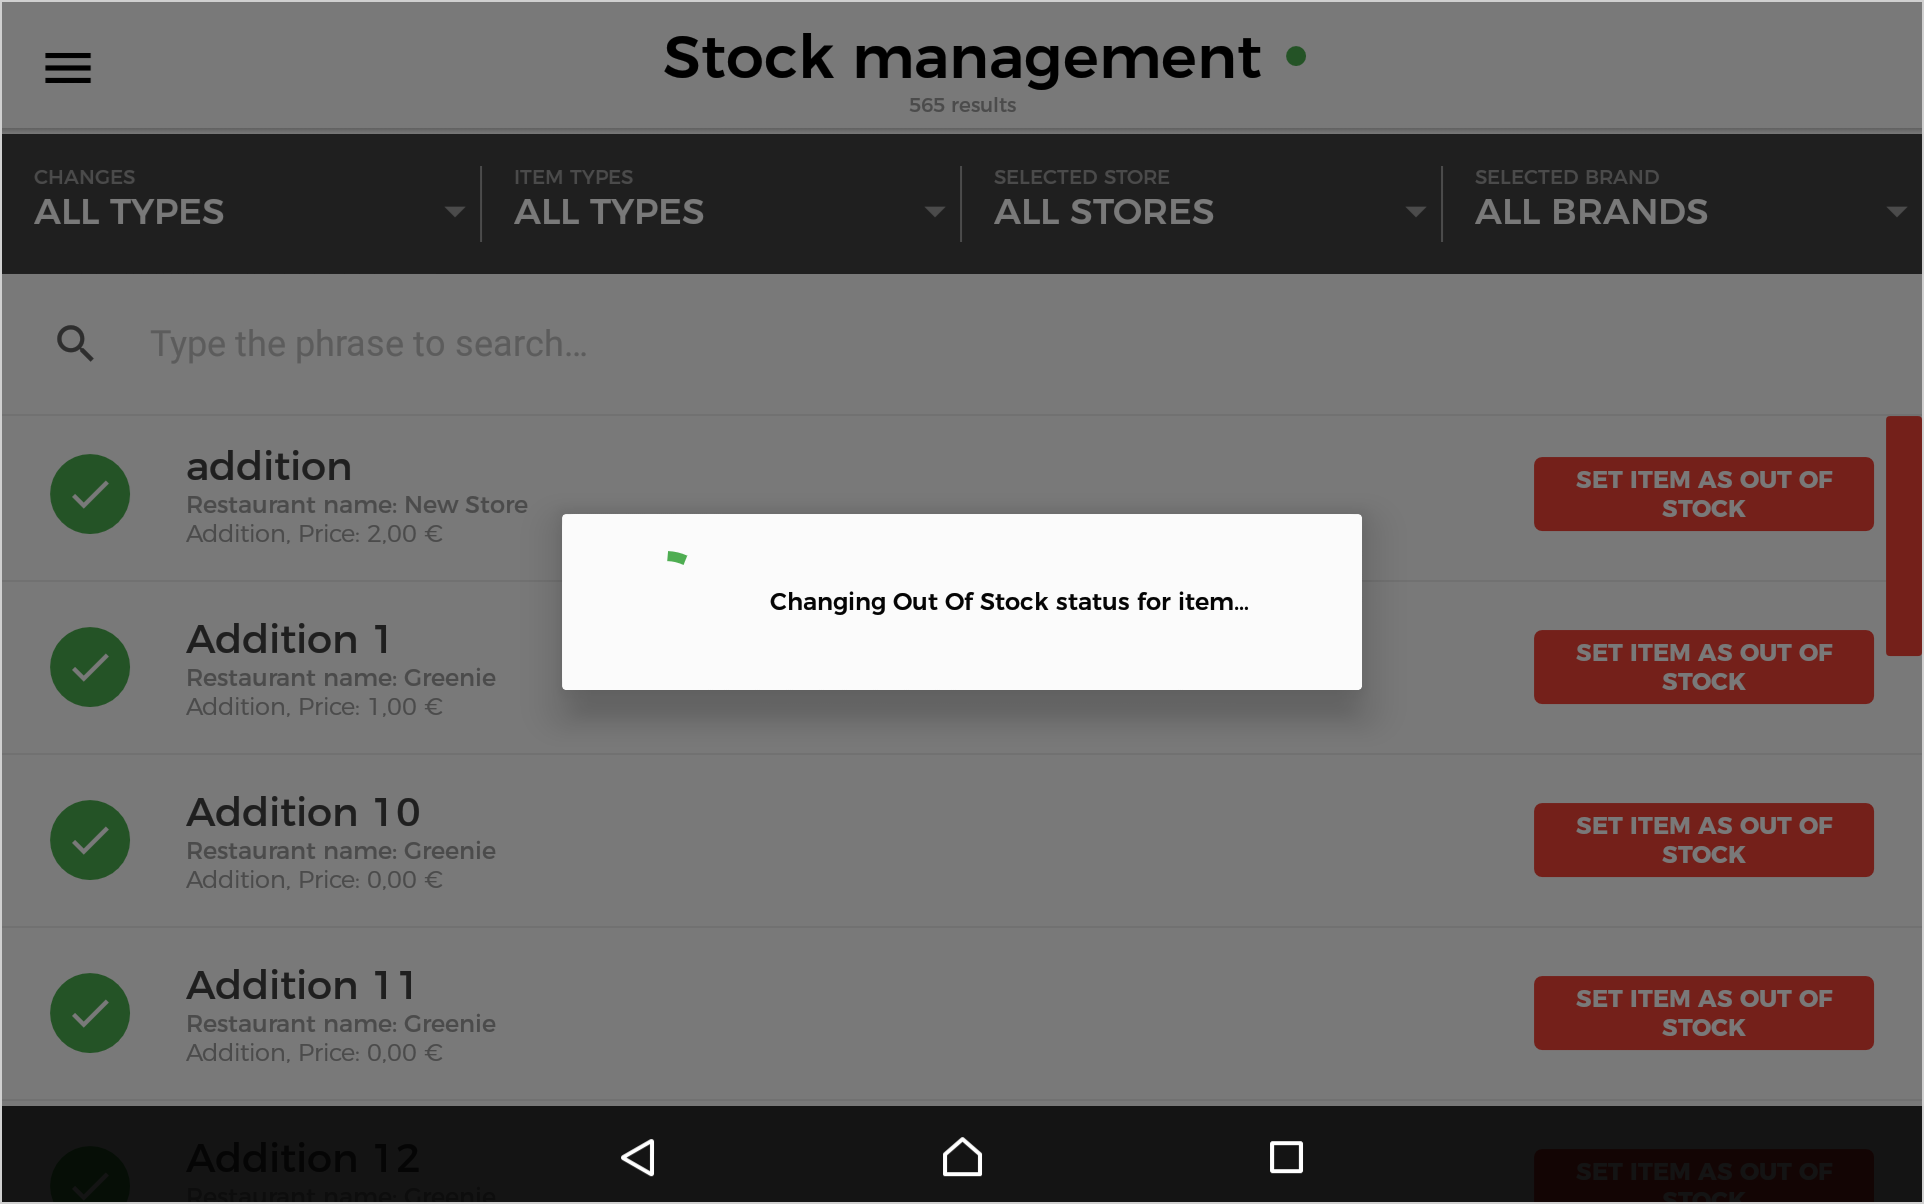 Stock management
565 results
CHANGES
ALL TYPES
ITEM TYPES
ALL TYPES
SELECTED STORE
ALL STORES
SELECTED BRAND
ALL BRANDS
Type the phrase to search...
addition
Restaurant name: New Store
Addition, Price: 2,00 €
SET ITEM AS OUT OF
STOCK
Changing Out Of Stock status for item...
Addition 1
Restaurant name: Greenie
Addition, Price: 1,00 €
SET ITEM AS OUT OF
STOCK
Addition 10
Restaurant name: Greenie
Addition, Price: 0,00 €
SET ITEM AS OUT OF
STOCK
Addition 11
Restaurant name: Greenie
Addition, Price: 0,00 €
SET ITEM AS OUT OF
STOCK
Addition 12
Restaurant name: Greenie
SET ITEM AS OUT OF
STOCK